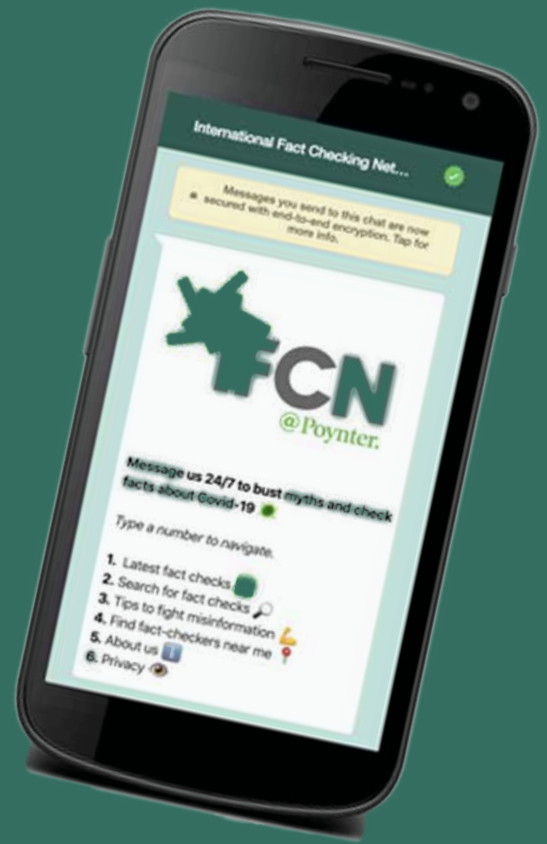 International Fact Checking Net...
Messages you send to this chat are now
secured with end-to-end encryption. Tap for
more info.
FCN
@Poynter.
Message us 24/7 to bust myths and check
facts about Covid-19
Type a number to navigate.
1. Latest fact checks
2. Search for fact checks
3. Tips to fight misinformation
4. Find fact-checkers near me
5. About us
6. Privacy